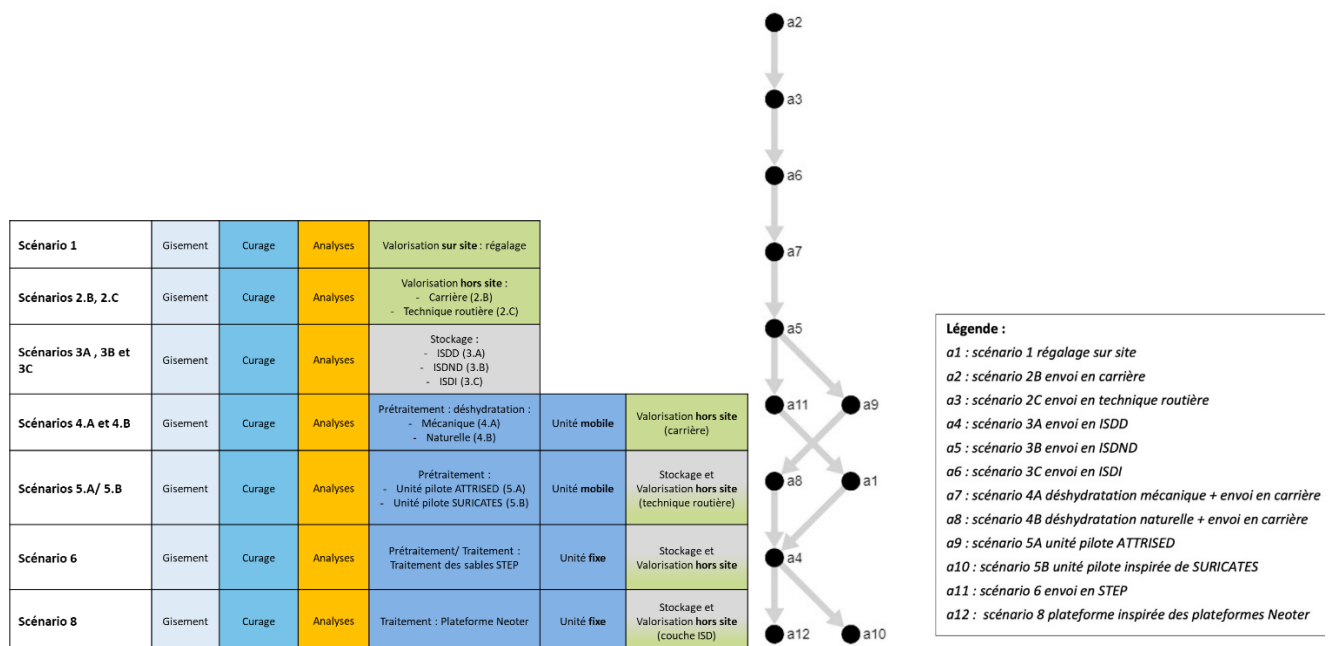 a2
a3
a6
a7
a5
a11
a9
a8
a1
a4
a12
a10
Scénario 1
Gisement
Curage
Analyses
Valorisation sur site : régalage
Scénarios 2.B, 2.C
Gisement
Curage
Analyses
Valorisation hors site :
- Carrière (2.B)
- Technique routière (2.C)
Scénarios 3A , 3B et
3C
Gisement
Curage
Analyses
Stockage :
- ISDD (3.A)
- ISDND (3.B)
- ISDI (3.C)
Scénarios 4.A et 4.B
Gisement
Curage
Analyses
Prétraitement : déshydratation :
- Mécanique (4.A)
- Naturelle (4.B)
Unité mobile
Valorisation hors site
(carrière)
Scénarios 5.A/ 5.B
Gisement
Curage
Analyses
Prétraitement :
- Unité pilote ATTRISED (5.A)
- Unité pilote SURICATES (5.B)
Unité mobile
Stockage et
Valorisation hors site
(technique routière)
Scénario 6
Gisement
Curage
Analyses
Prétraitement/ Traitement :
Traitement des sables STEP
Unité fixe
Stockage et
Valorisation hors site
Scénario 8
Gisement
Curage
Analyses
Traitement : Plateforme Neoter
Unité fixe
Stockage et
Valorisation hors site
(couche ISD)
Légende :
a1 : scénario 1 régalage sur site
a2 : scénario 2B envoi en carrière
a3 : scénario 2C envoi en technique routière
a4 : scénario 3A envoi en ISDD
a5 : scénario 3B envoi en ISDND
a6 : scénario 3C envoi en ISDI
a7 : scénario 4A déshydratation mécanique + envoi en carrière
a8 : scénario 4B déshydratation naturelle + envoi en carrière
a9 : scénario 5A unité pilote ATTRISED
a10 : scénario 5B unité pilote inspirée de SURICATES
a11 : scénario 6 envoi en STEP
a12 : scénario 8 plateforme inspirée des plateformes Neoter